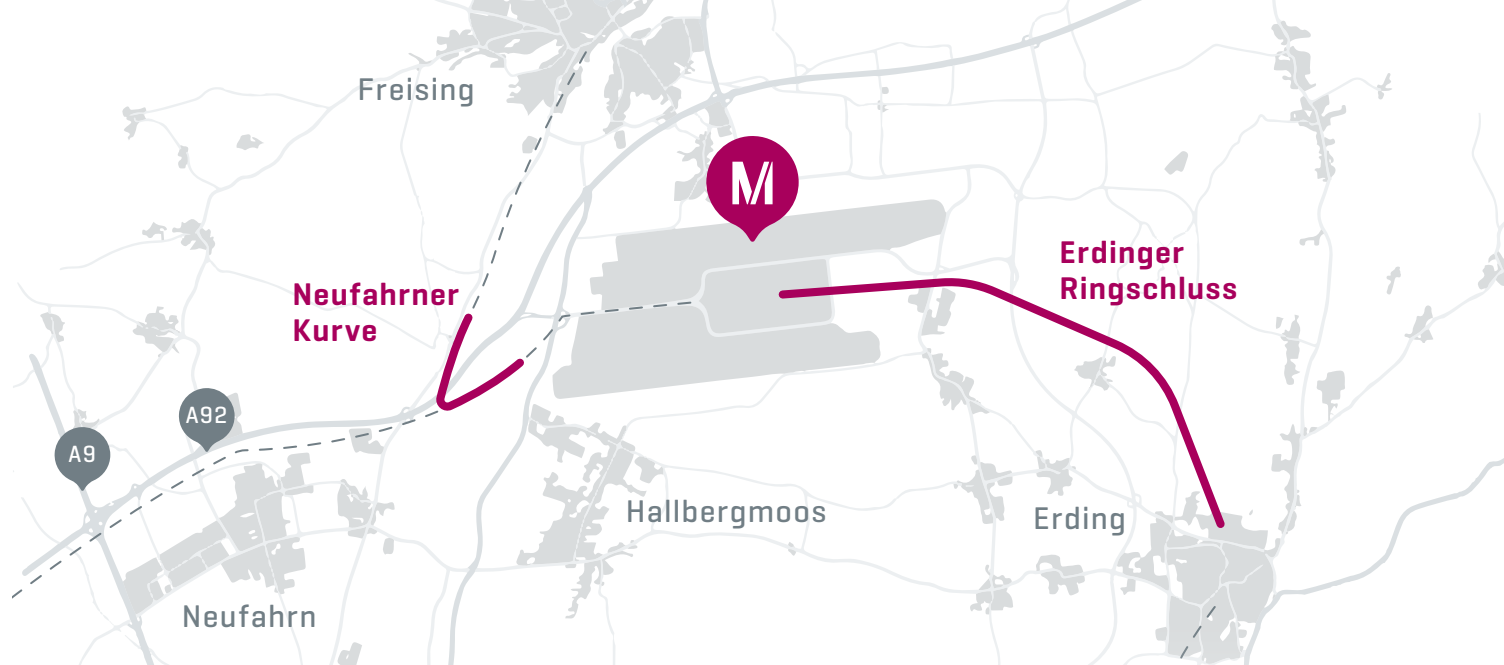 Freising
M
Neufahrner
Kurve
Erdinger
Ringschluss
A92
A9
Hallbergmoos
Erding
Neufahrn